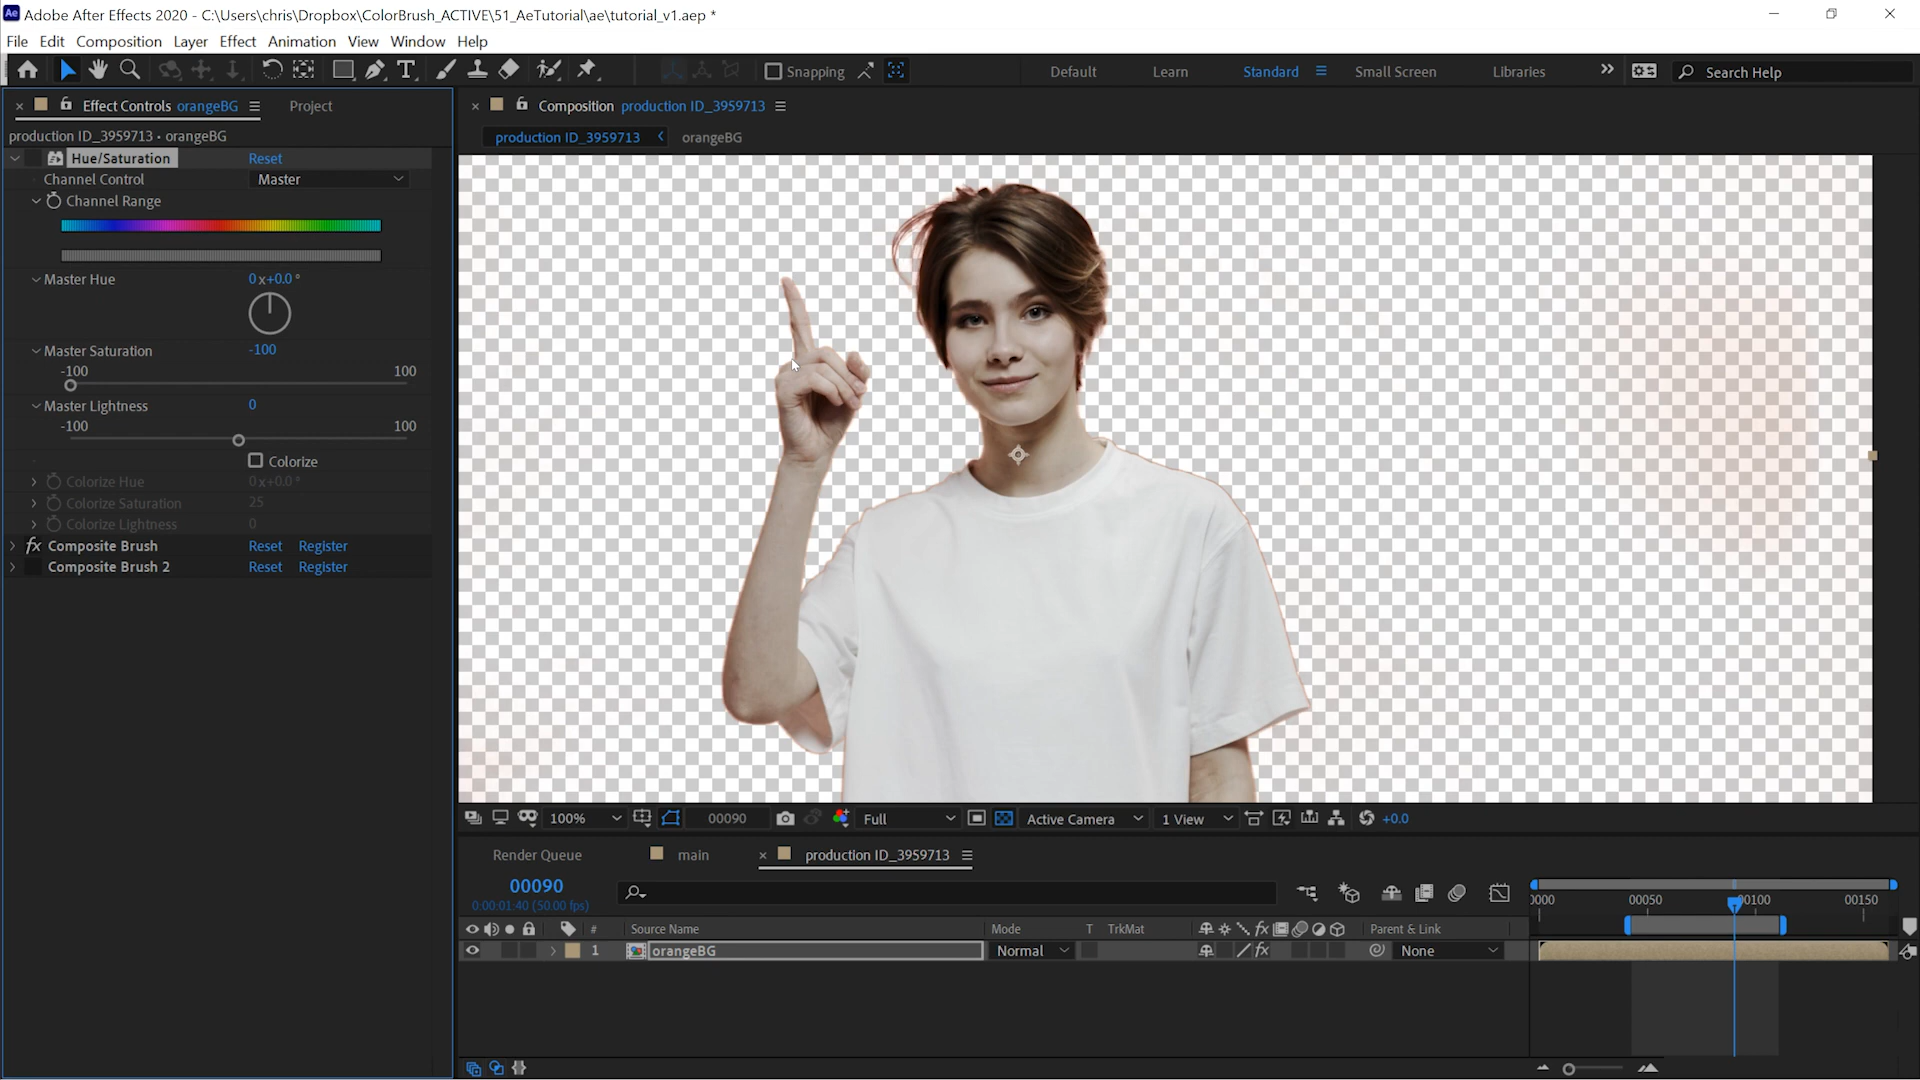 Adobe After Effects 2020 - C:\Users\chris\Dropbox\ColorBrush_ACTIVE\51_AeTutorial\ae\tutorial_v1.aep *
File Edit Composition Layer Effect Animation View Window Help
Snapping Default Learn Standard Small Screen Libraries Search Help
Effect Controls orangeBG Project
production ID_3959713 • orangeBG
Hue/Saturation Reset
Channel Control Master
Channel Range
Master Hue 0x+0.0°
Master Saturation -100
-100 100
Master Lightness 0
-100 100
Colorize
Colorize Hue 0x+0.0°
Colorize Saturation 25
Colorize Lightness 0
fx Composite Brush Reset Register
Composite Brush 2 Reset Register
Composition production ID_3959713
production ID_3959713 orangeBG
100% 00090 Full Active Camera 1 View +0.0
Render Queue main production ID_3959713
00090
0:00:01:40 (50.00 fps)
0000 00050 00100 00150
# Source Name Mode T TrkMat fx Parent & Link
1 orangeBG Normal fx None